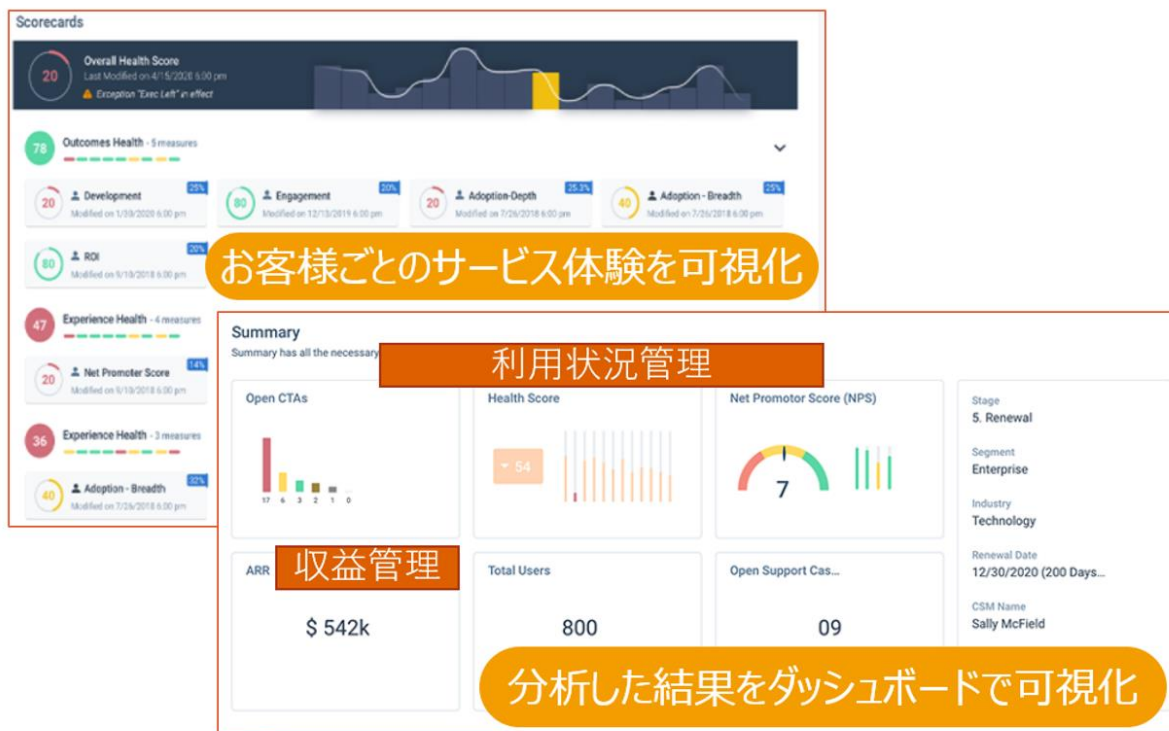 Scorecards
20
Overall Health Score
Last Modified on 4/15/2020 6:00 pm
Exception "Exec Left" in effect
78
Outcomes Health - 5 measures
20
Development
25%
Modified on 1/30/2020 6:00 pm
80
Engagement
20%
Modified on 12/13/2019 6:00 pm
20
Adoption-Depth
25.3%
Modified on 7/26/2018 6:00 pm
40
Adoption - Breadth
25%
Modified on 7/26/2018 6:00 pm
80
ROI
20%
Modified on 9/18/2018 6:00 pm
お客様ごとのサービス体験を可視化
47
Experience Health - 4 measures
20
Net Promoter Score
14%
Modified on 9/18/2018 6:00 pm
36
Experience Health - 3 measures
40
Adoption - Breadth
32%
Modified on 7/26/2018 6:00 pm
Summary
Summary has all the necessary
利用状況管理
Open CTAs
17 6 3 2 1 0
Health Score
54
Net Promotor Score (NPS)
7
Stage
5. Renewal
Segment
Enterprise
Industry
Technology
Renewal Date
12/30/2020 (200 Days...
CSM Name
Sally McField
ARR
収益管理
$ 542k
Total Users
800
Open Support Cas...
09
分析した結果をダッシュボードで可視化